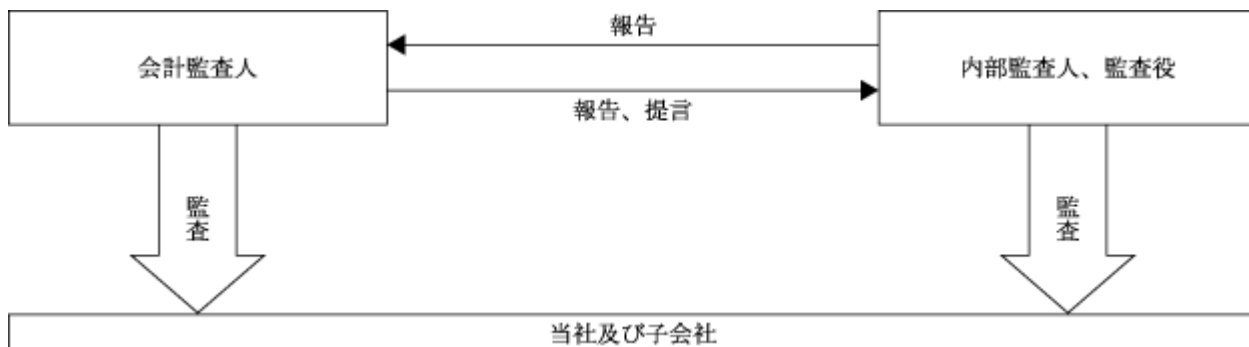 報告
会計監査人
内部監査人、監査役
報告、提言
監査
監査
当社及び子会社